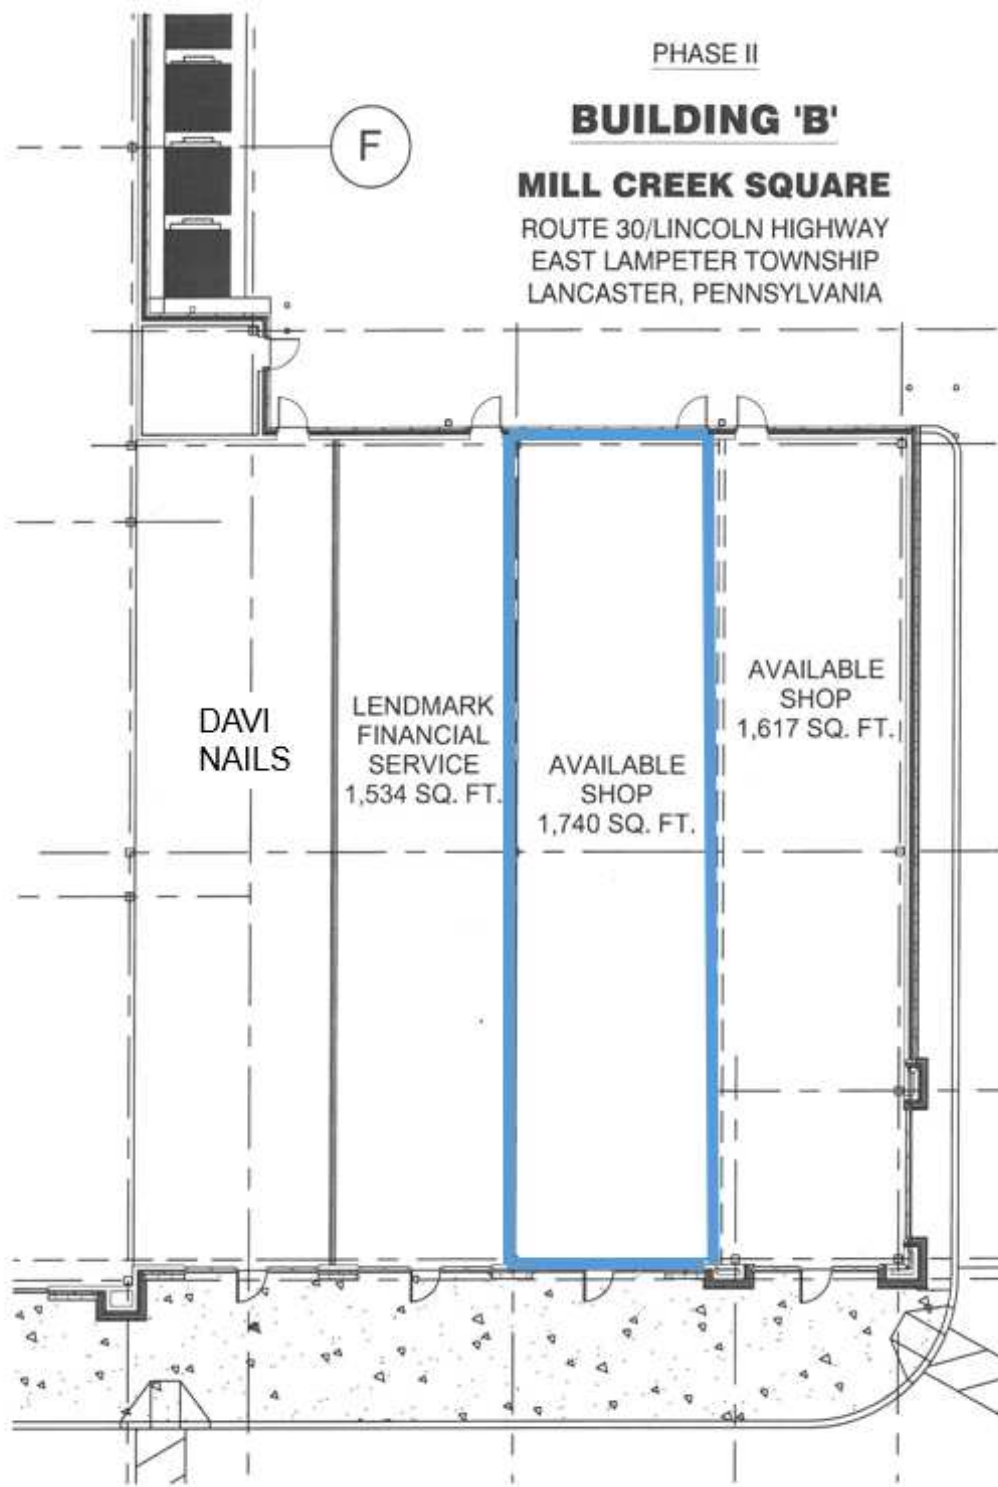 PHASE II
BUILDING 'B'
MILL CREEK SQUARE
ROUTE 30/LINCOLN HIGHWAY
EAST LAMPETER TOWNSHIP
LANCASTER, PENNSYLVANIA
F
DAVI
NAILS
LENDMARK
FINANCIAL
SERVICE
1,534 SQ. FT.
AVAILABLE
SHOP
1,740 SQ. FT.
AVAILABLE
SHOP
1,617 SQ. FT.